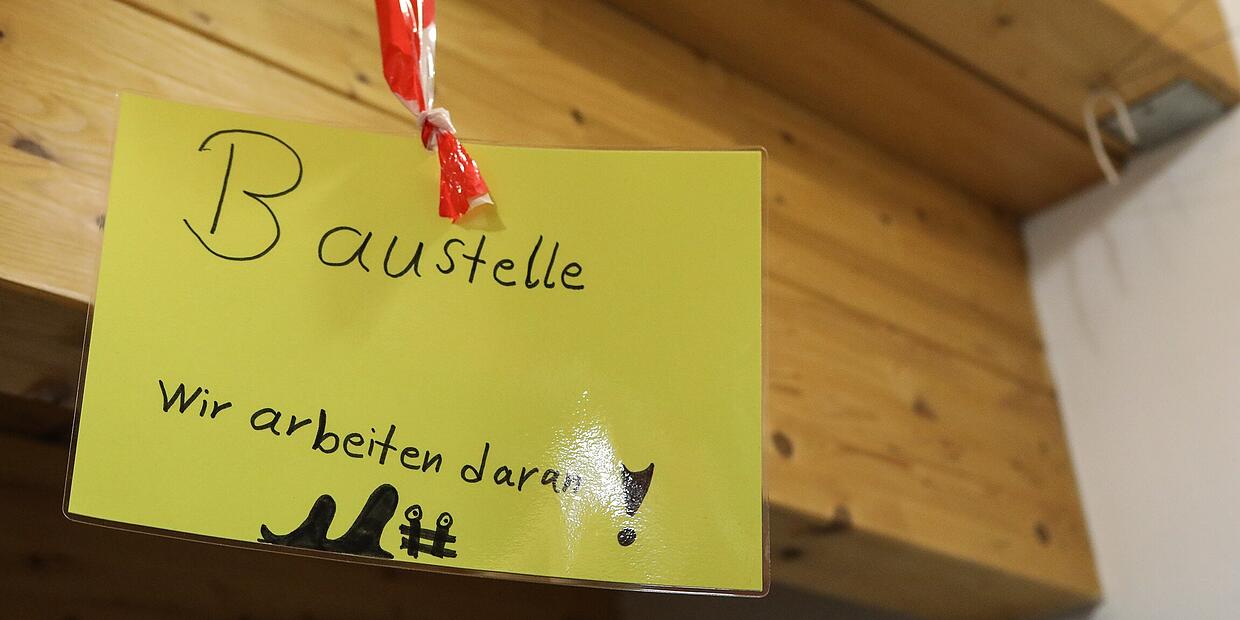 Baustelle
Wir arbeiten daran!